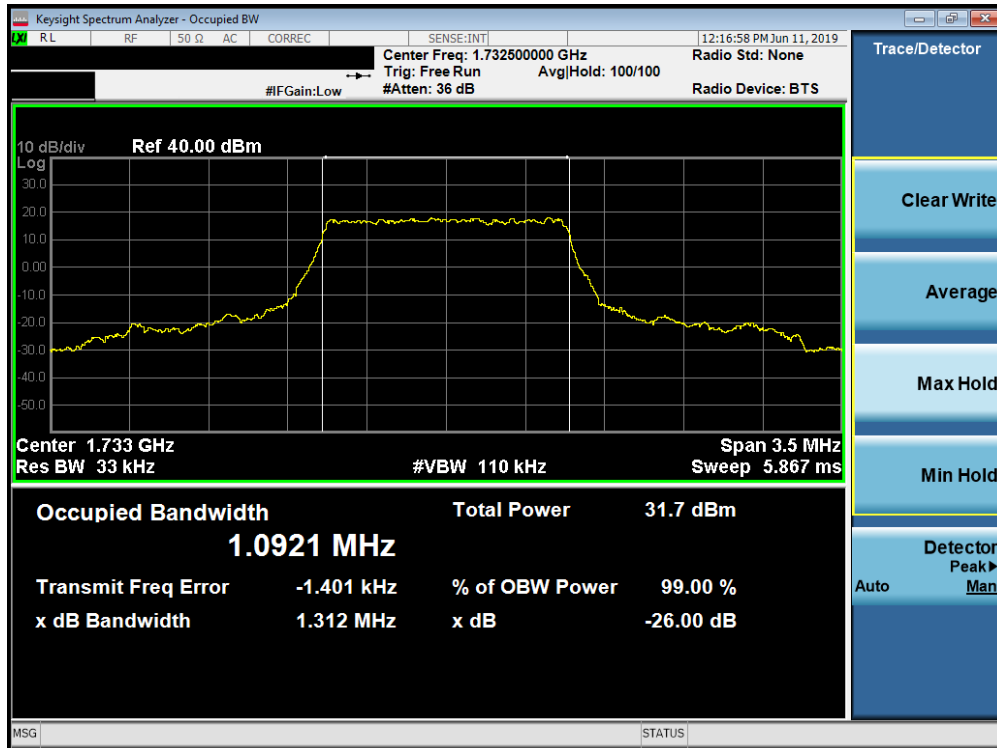 Keysight Spectrum Analyzer - Occupied BW
LXI RL RF 50 Ω AC CORREC SENSE:INT 12:16:58 PM Jun 11, 2019
Center Freq: 1.732500000 GHz Radio Std: None
Trig: Free Run Avg|Hold: 100/100
#IFGain:Low #Atten: 36 dB Radio Device: BTS
10 dB/div Ref 40.00 dBm
Log
30.0
20.0
10.0
0.00
-10.0
-20.0
-30.0
-40.0
-50.0
Center 1.733 GHz Span 3.5 MHz
Res BW 33 kHz #VBW 110 kHz Sweep 5.867 ms
Occupied Bandwidth Total Power 31.7 dBm
1.0921 MHz
Transmit Freq Error -1.401 kHz % of OBW Power 99.00 %
x dB Bandwidth 1.312 MHz x dB -26.00 dB
MSG STATUS
Trace/Detector
Clear Write
Average
Max Hold
Min Hold
Detector
Peak▶
Auto Man